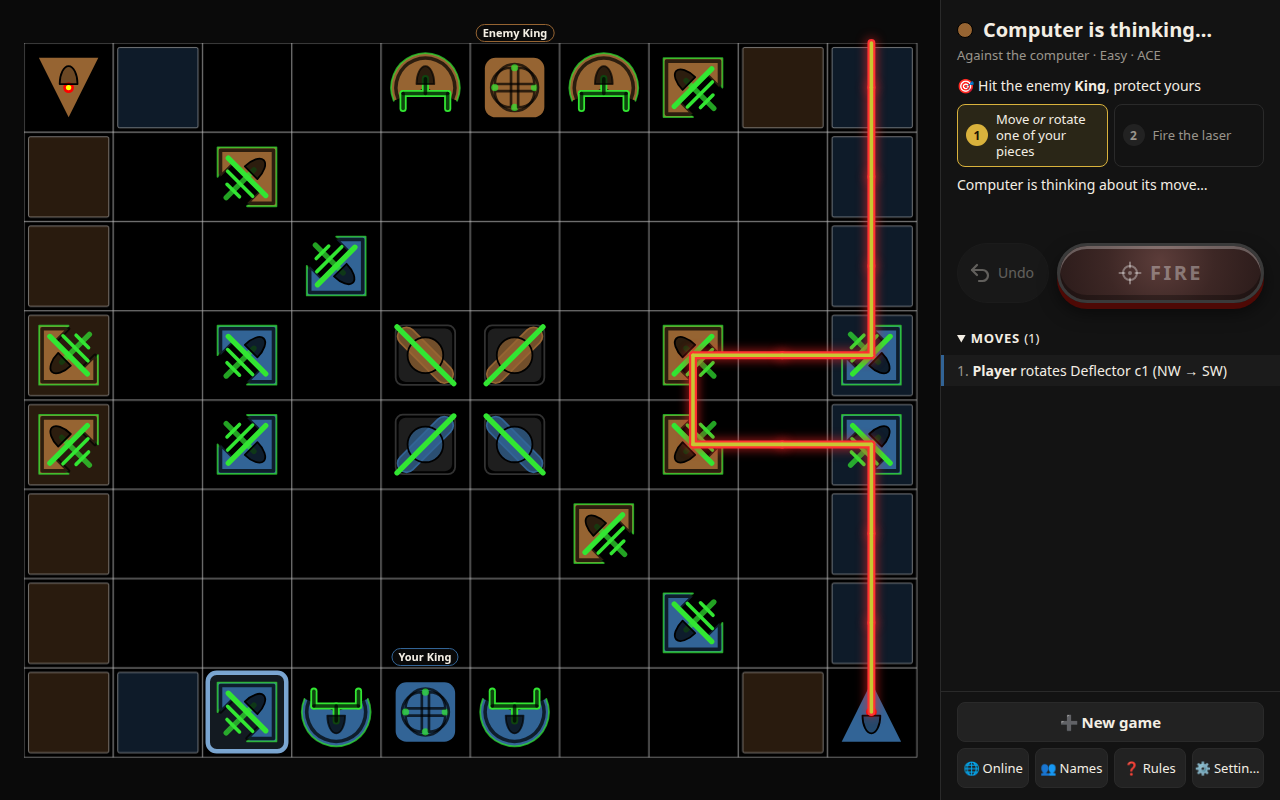 Enemy King
Your King
Computer is thinking...
Against the computer · Easy · ACE
🎯 Hit the enemy King, protect yours
1 Move or rotate one of your pieces
2 Fire the laser
Computer is thinking about its move...
Undo
FIRE
▼ MOVES (1)
1. Player rotates Deflector c1 (NW → SW)
➕ New game
🌐 Online
👥 Names
❓ Rules
⚙️ Settin...